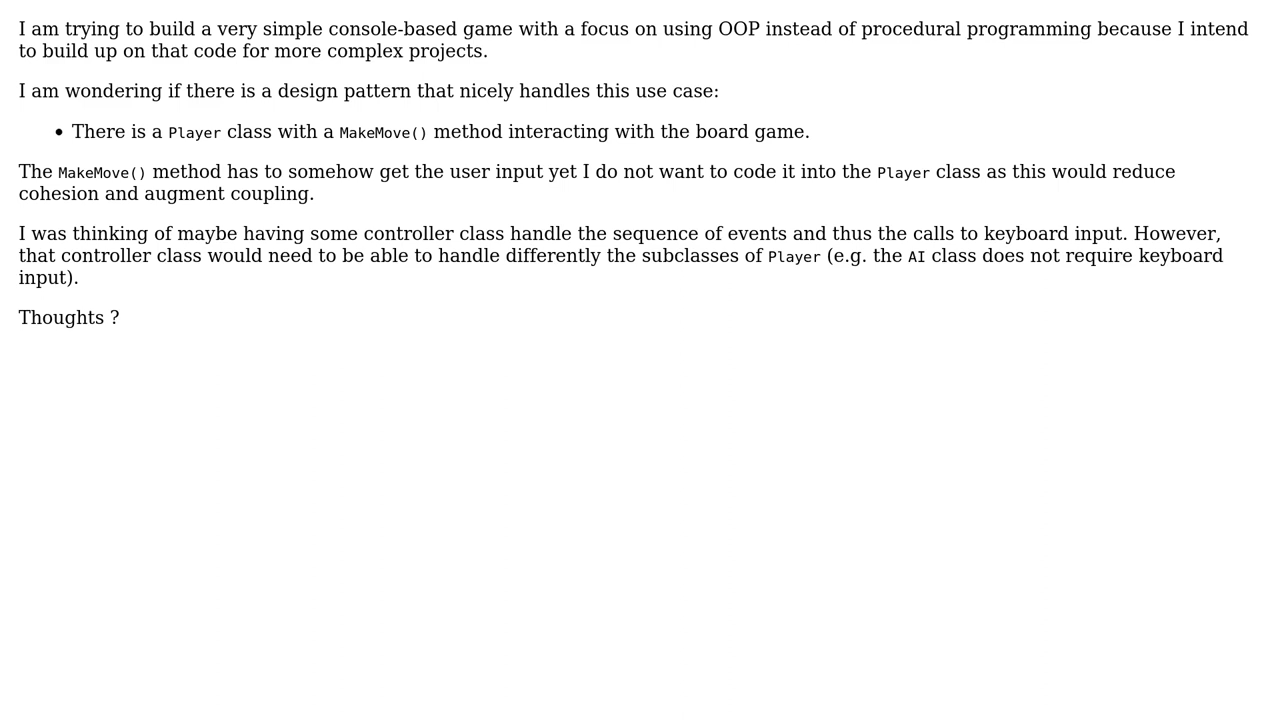 I am trying to build a very simple console-based game with a focus on using OOP instead of procedural programming because I intend
to build up on that code for more complex projects.
I am wondering if there is a design pattern that nicely handles this use case:
• There is a Player class with a MakeMove() method interacting with the board game.
The MakeMove() method has to somehow get the user input yet I do not want to code it into the Player class as this would reduce
cohesion and augment coupling.
I was thinking of maybe having some controller class handle the sequence of events and thus the calls to keyboard input. However,
that controller class would need to be able to handle differently the subclasses of Player (e.g. the AI class does not require keyboard
input).
Thoughts ?